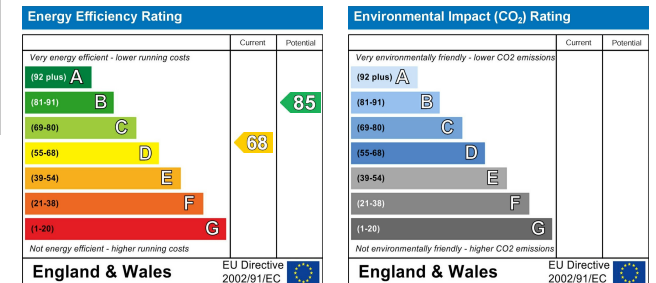 Energy Efficiency Rating
Current Potential
Very energy efficient - lower running costs
(92 plus) A
(81-91) B
85
(69-80) C
68
(55-68) D
(39-54) E
(21-38) F
(1-20) G
Not energy efficient - higher running costs
England & Wales
EU Directive
2002/91/EC
Environmental Impact (CO₂) Rating
Current Potential
Very environmentally friendly - lower CO2 emissions
(92 plus) A
(81-91) B
(69-80) C
(55-68) D
(39-54) E
(21-38) F
(1-20) G
Not environmentally friendly - higher CO2 emissions
England & Wales
EU Directive
2002/91/EC